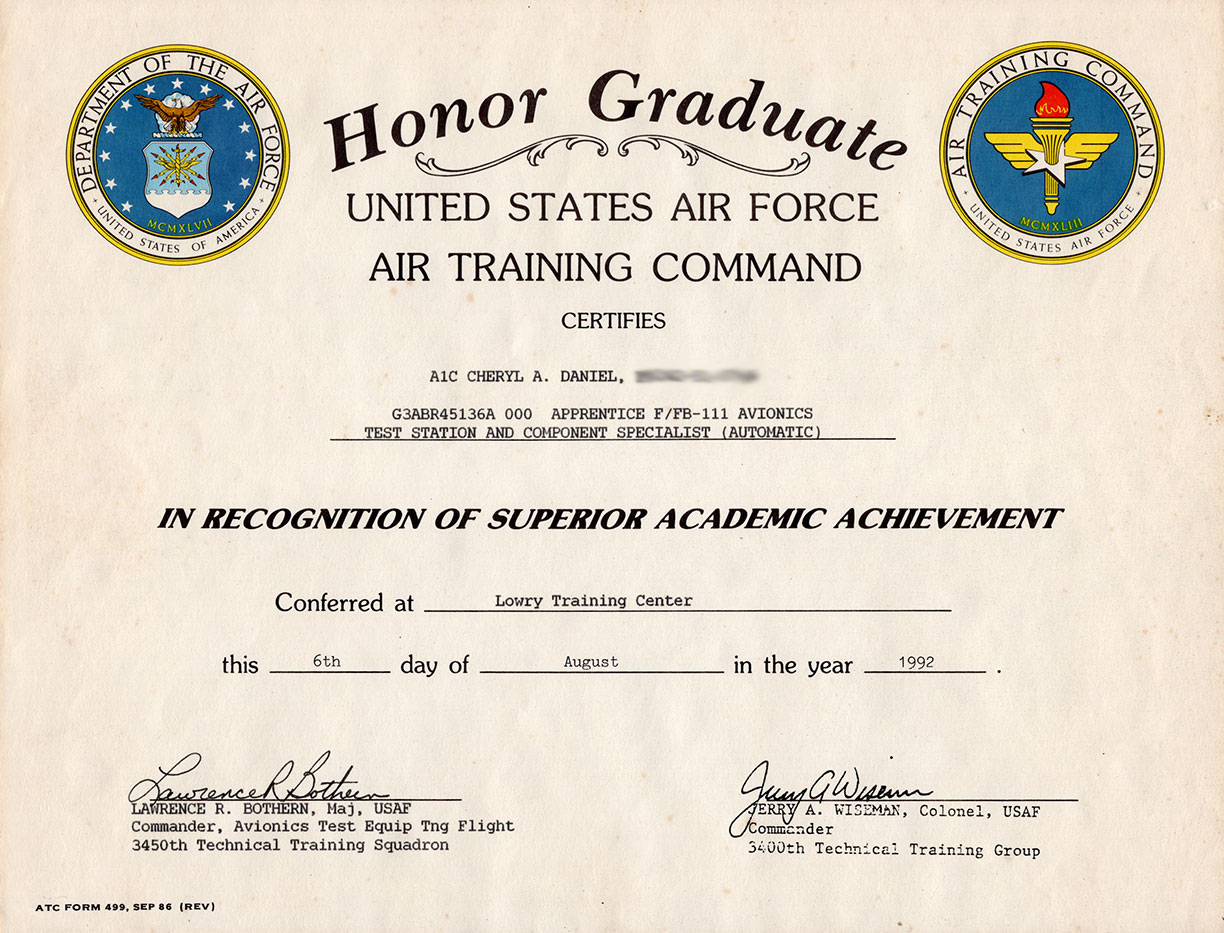 DEPARTMENT OF THE AIR FORCE
MCMXLVII
UNITED STATES OF AMERICA
Honor Graduate
AIR TRAINING COMMAND
MCMXLIII
UNITED STATES AIR FORCE
UNITED STATES AIR FORCE
AIR TRAINING COMMAND
CERTIFIES
A1C CHERYL A. DANIEL,
G3ABR45136A 000 APPRENTICE F/FB-111 AVIONICS
TEST STATION AND COMPONENT SPECIALIST (AUTOMATIC)
IN RECOGNITION OF SUPERIOR ACADEMIC ACHIEVEMENT
Conferred at Lowry Training Center
this 6th day of August in the year 1992 .
Lawrence R Bothern
LAWRENCE R. BOTHERN, Maj, USAF
Commander, Avionics Test Equip Tng Flight
3450th Technical Training Squadron
Jerry A Wiseman
JERRY A. WISEMAN, Colonel, USAF
Commander
3400th Technical Training Group
ATC FORM 499, SEP 86 (REV)